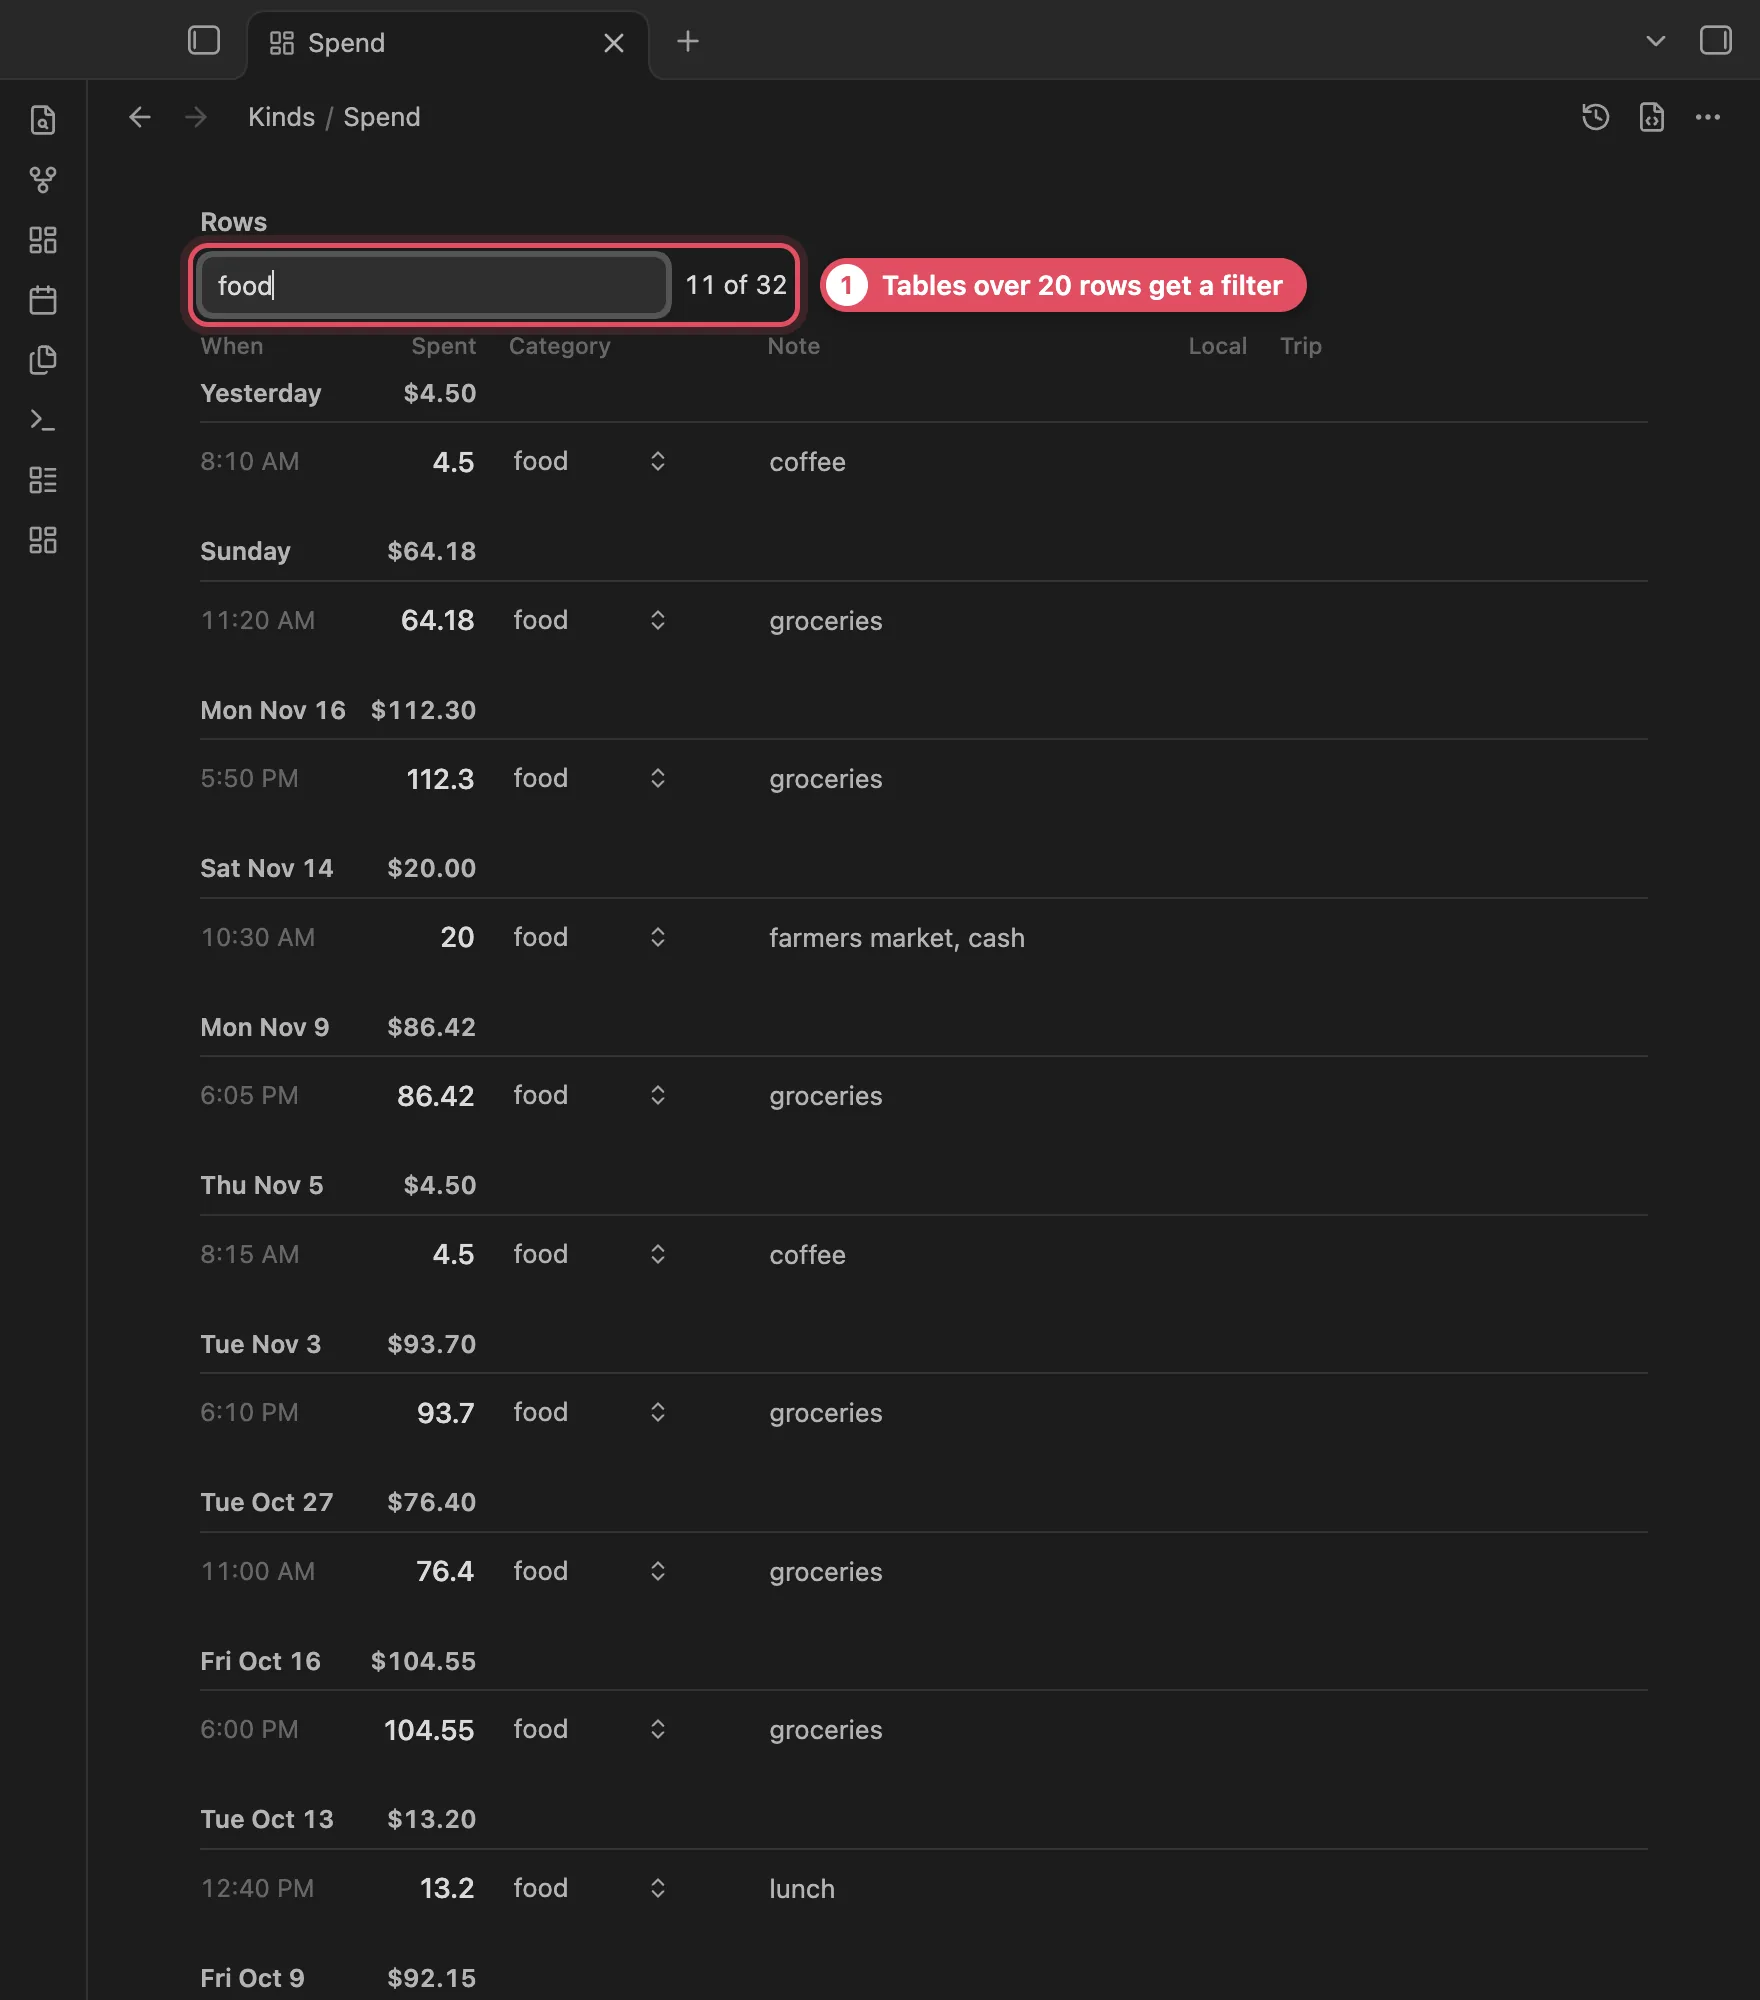 Spend
Kinds / Spend
Rows
food 11 of 32
1 Tables over 20 rows get a filter
When Spent Category Note Local Trip
Yesterday $4.50
8:10 AM 4.5 food coffee
Sunday $64.18
11:20 AM 64.18 food groceries
Mon Nov 16 $112.30
5:50 PM 112.3 food groceries
Sat Nov 14 $20.00
10:30 AM 20 food farmers market, cash
Mon Nov 9 $86.42
6:05 PM 86.42 food groceries
Thu Nov 5 $4.50
8:15 AM 4.5 food coffee
Tue Nov 3 $93.70
6:10 PM 93.7 food groceries
Tue Oct 27 $76.40
11:00 AM 76.4 food groceries
Fri Oct 16 $104.55
6:00 PM 104.55 food groceries
Tue Oct 13 $13.20
12:40 PM 13.2 food lunch
Fri Oct 9 $92.15